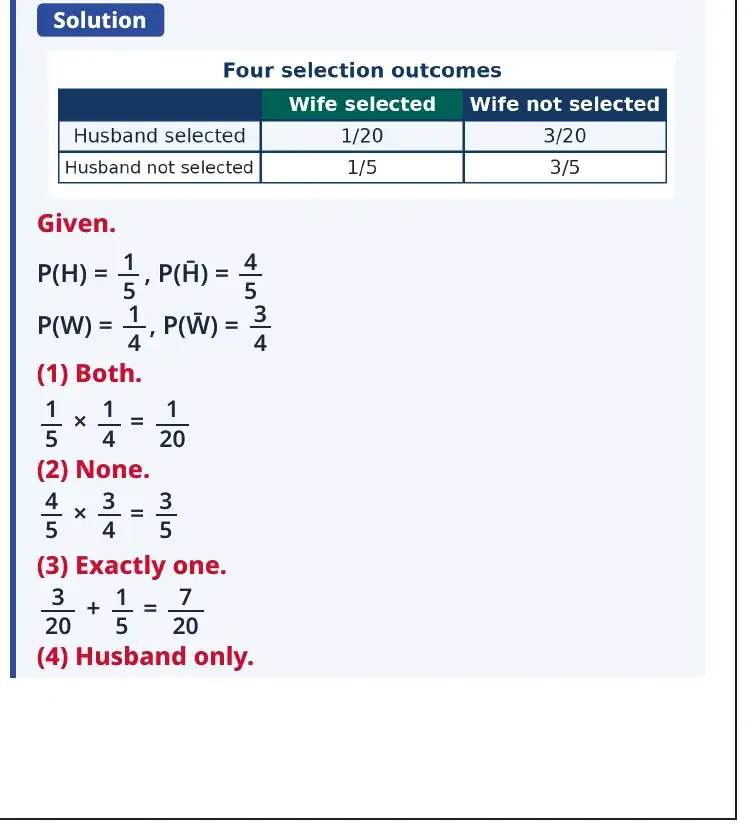 Solution
Four selection outcomes
Wife selected Wife not selected
Husband selected 1/20 3/20
Husband not selected 1/5 3/5
Given.
P(H) = 1/5, P(H̄) = 4/5
P(W) = 1/4, P(W̄) = 3/4
(1) Both.
1/5 × 1/4 = 1/20
(2) None.
4/5 × 3/4 = 3/5
(3) Exactly one.
3/20 + 1/5 = 7/20
(4) Husband only.